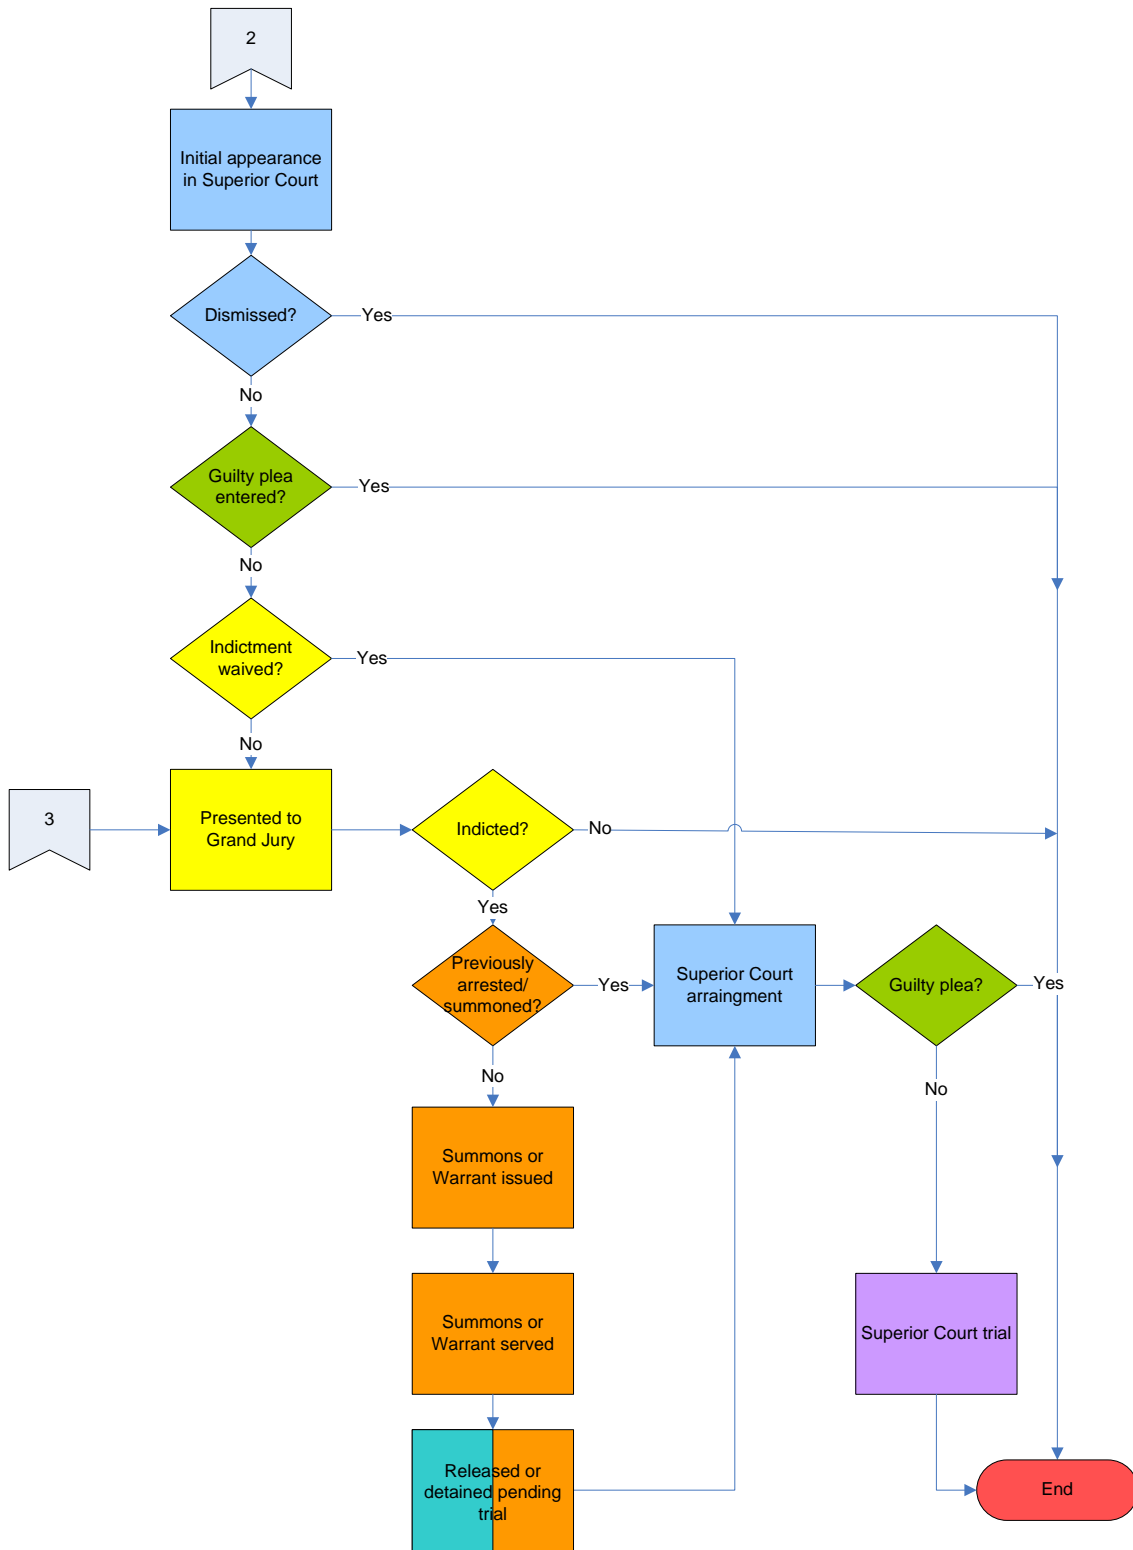 2
Initial appearance
in Superior Court
Dismissed?
Yes
No
Guilty plea
entered?
Yes
No
Indictment
waived?
Yes
No
3
Presented to
Grand Jury
Indicted?
No
Yes
Previously
arrested/
summoned?
Yes
Superior Court
arraingment
Guilty plea?
Yes
No
No
Summons or
Warrant issued
Summons or
Warrant served
Superior Court trial
Released or
detained pending
trial
End